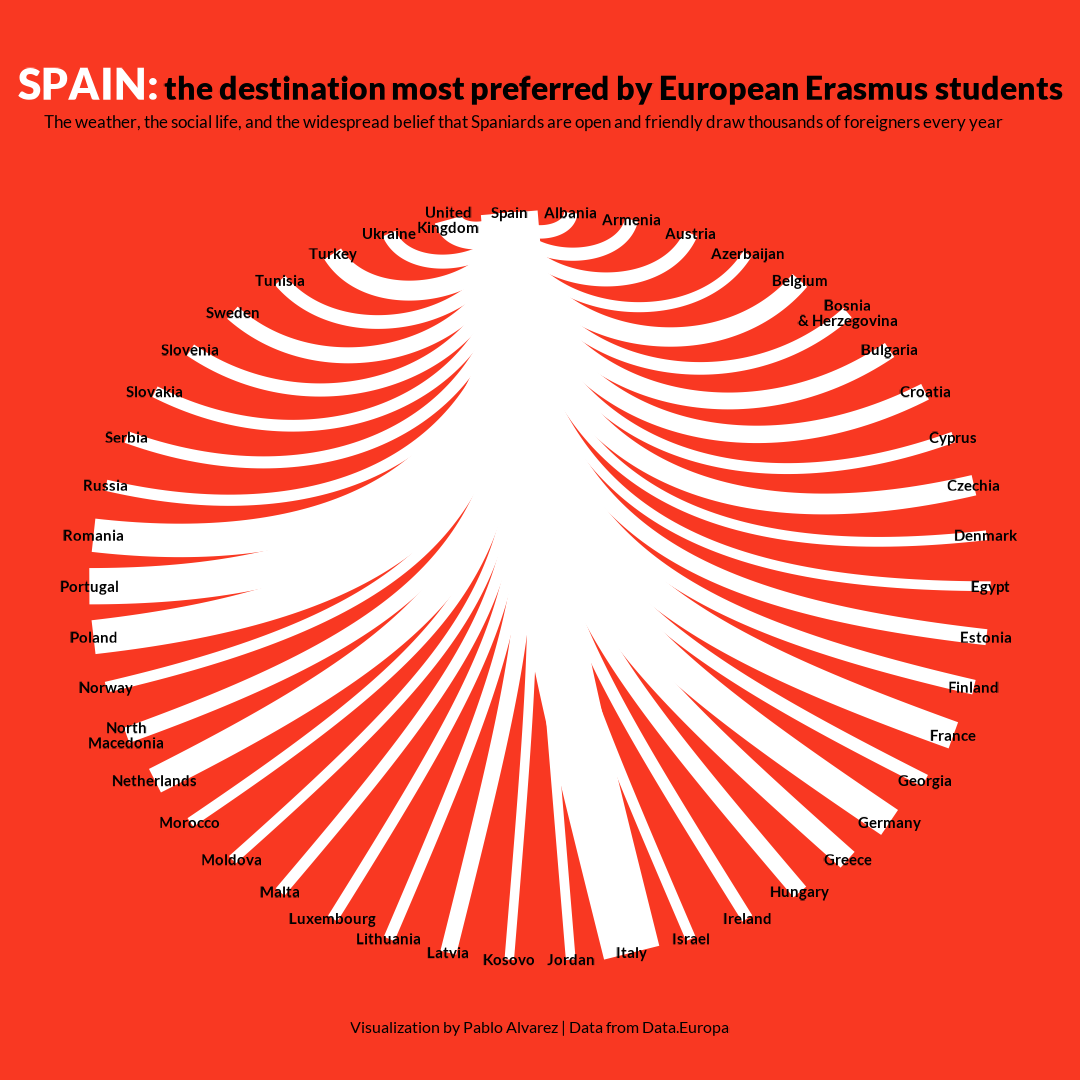 SPAIN: the destination most preferred by European Erasmus students
The weather, the social life, and the widespread belief that Spaniards are open and friendly draw thousands of foreigners every year
Spain
Albania
Armenia
Austria
Azerbaijan
Belgium
Bosnia
& Herzegovina
Bulgaria
Croatia
Cyprus
Czechia
Denmark
Egypt
Estonia
Finland
France
Georgia
Germany
Greece
Hungary
Ireland
Israel
Italy
Jordan
Kosovo
Latvia
Lithuania
Luxembourg
Malta
Moldova
Morocco
Netherlands
North
Macedonia
Norway
Poland
Portugal
Romania
Russia
Serbia
Slovakia
Slovenia
Sweden
Tunisia
Turkey
Ukraine
United
Kingdom
Visualization by Pablo Alvarez | Data from Data.Europa